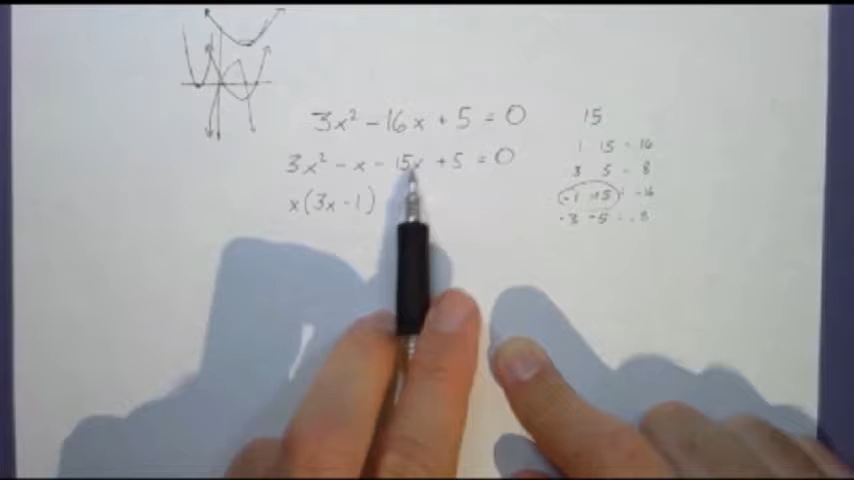 3x² - 16x + 5 = 0
3x² - x - 15x + 5 = 0
x(3x - 1)
15
1 15 = 16
3 5 = 8
-1 -15 = -16
-3 -5 = -8